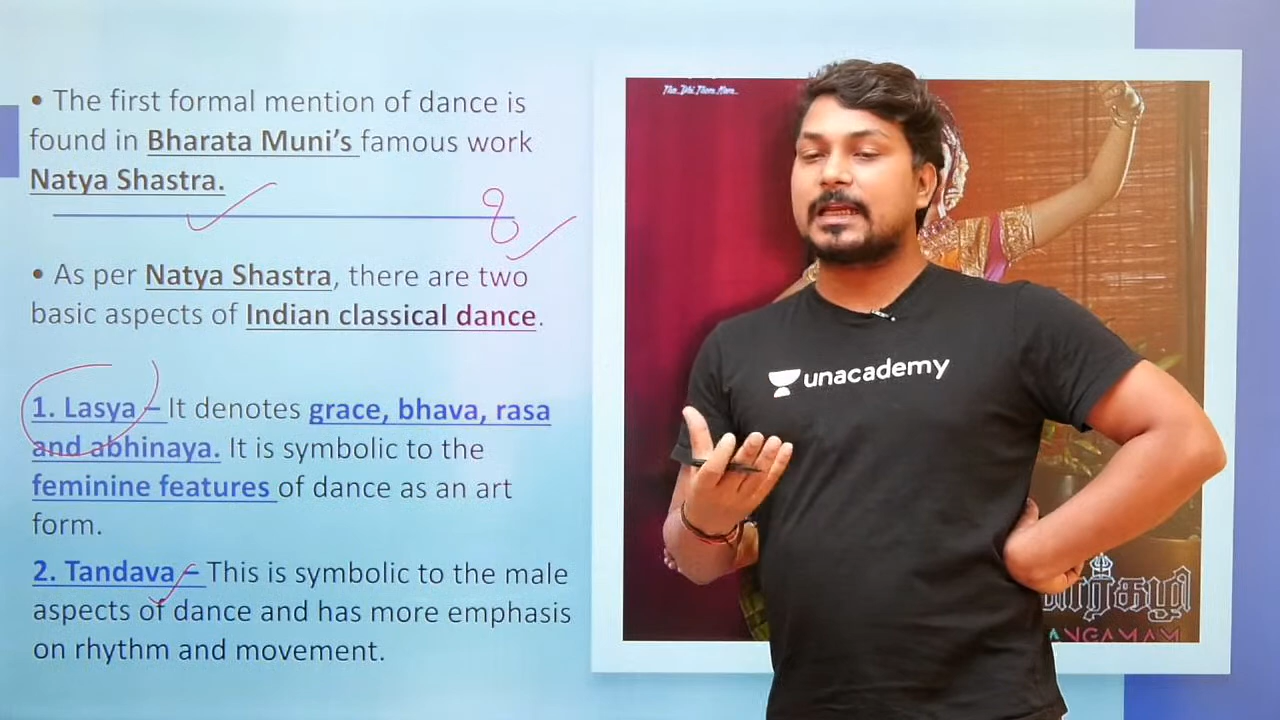 • The first formal mention of dance is
found in Bharata Muni’s famous work
Natya Shastra.
8
• As per Natya Shastra, there are two
basic aspects of Indian classical dance.
1. Lasya – It denotes grace, bhava, rasa
and abhinaya. It is symbolic to the
feminine features of dance as an art
form.
2. Tandava – This is symbolic to the male
aspects of dance and has more emphasis
on rhythm and movement.
unacademy